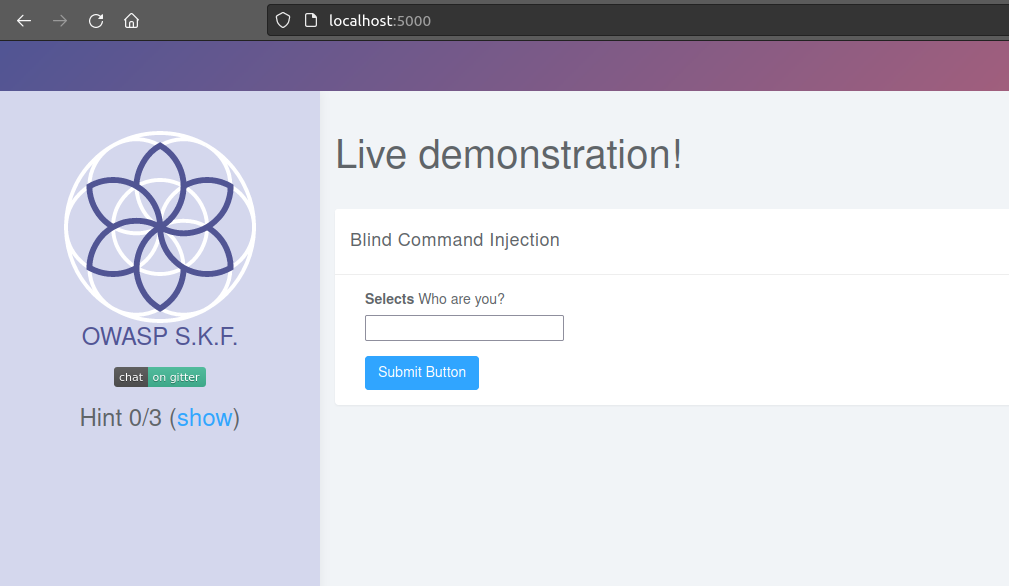 localhost:5000
Live demonstration!
Blind Command Injection
Selects Who are you?
Submit Button
OWASP S.K.F.
chat on gitter
Hint 0/3 (show)